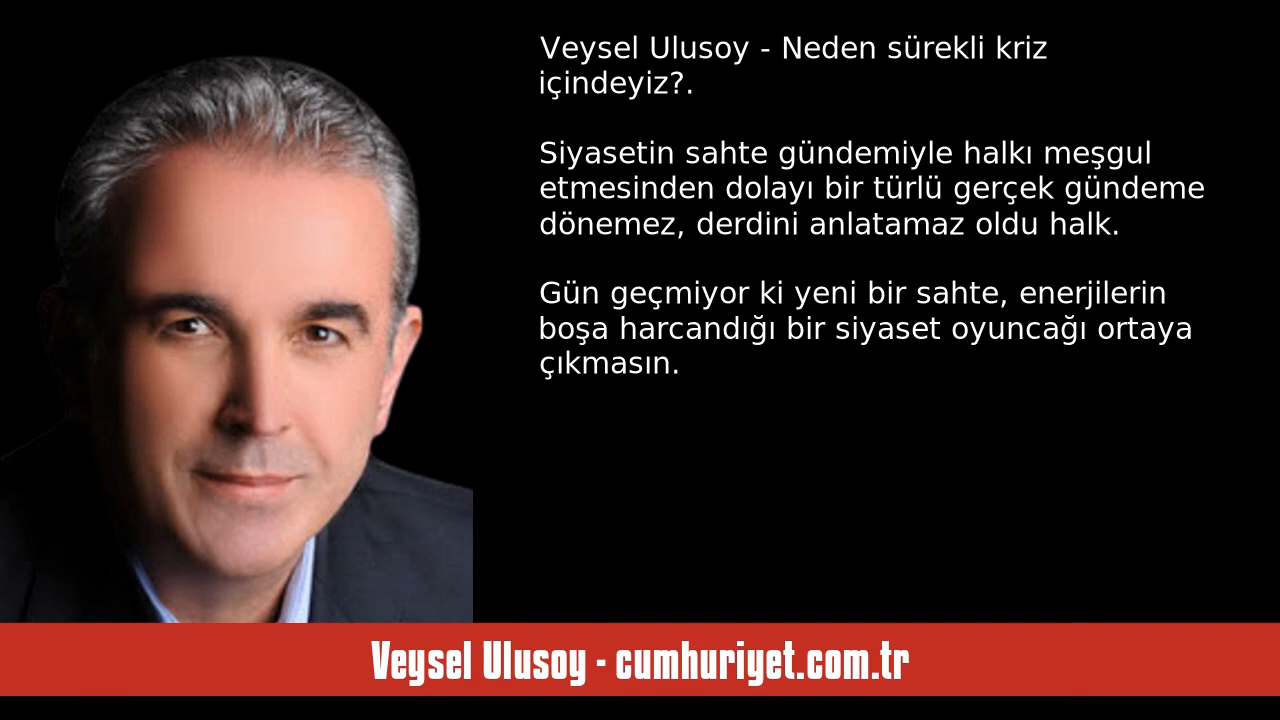 Veysel Ulusoy - Neden sürekli kriz
içindeyiz?.
Siyasetin sahte gündemiyle halkı meşgul
etmesinden dolayı bir türlü gerçek gündeme
dönemez, derdini anlatamaz oldu halk.
Gün geçmiyor ki yeni bir sahte, enerjilerin
boşa harcandığı bir siyaset oyuncağı ortaya
çıkmasın.
Veysel Ulusoy - cumhuriyet.com.tr